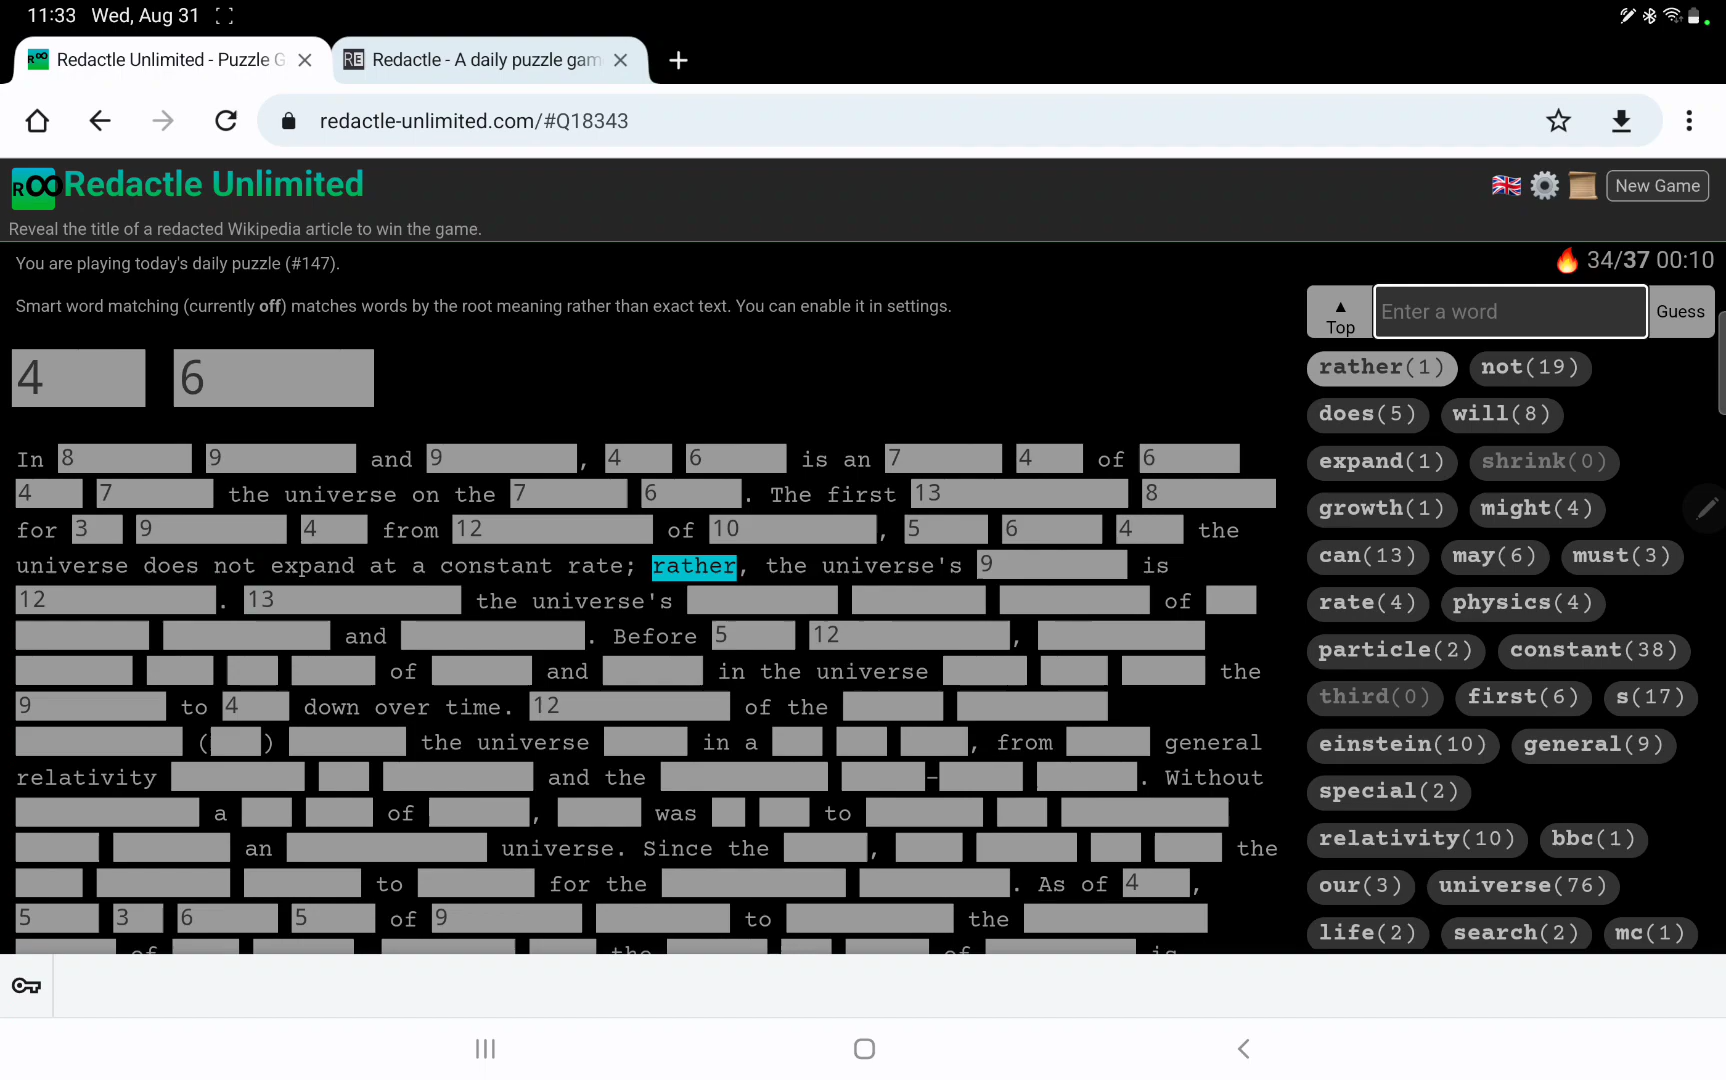 11:33 Wed, Aug 31
Redactle Unlimited - Puzzle G
RE Redactle - A daily puzzle gam
redactle-unlimited.com/#Q18343
R∞ Redactle Unlimited
New Game
Reveal the title of a redacted Wikipedia article to win the game.
You are playing today's daily puzzle (#147).
34/37 00:10
Smart word matching (currently off) matches words by the root meaning rather than exact text. You can enable it in settings.
▲ Top
Enter a word
Guess
4 6
In 8 9 and 9, 4 6 is an 7 4 of 6
4 7 the universe on the 7 6. The first 13 8
for 3 9 4 from 12 of 10, 5 6 4 the
universe does not expand at a constant rate; rather, the universe's 9 is
12. 13 the universe's of
and . Before 5 12,
of and in the universe the
9 to 4 down over time. 12 of the
( ) the universe in a , from general
relativity and the - . Without
a of , was to
an universe. Since the , the
to for the . As of 4,
5 3 6 5 of 9 to the
of the of is
rather(1) not(19)
does(5) will(8)
expand(1) shrink(0)
growth(1) might(4)
can(13) may(6) must(3)
rate(4) physics(4)
particle(2) constant(38)
third(0) first(6) s(17)
einstein(10) general(9)
special(2)
relativity(10) bbc(1)
our(3) universe(76)
life(2) search(2) mc(1)